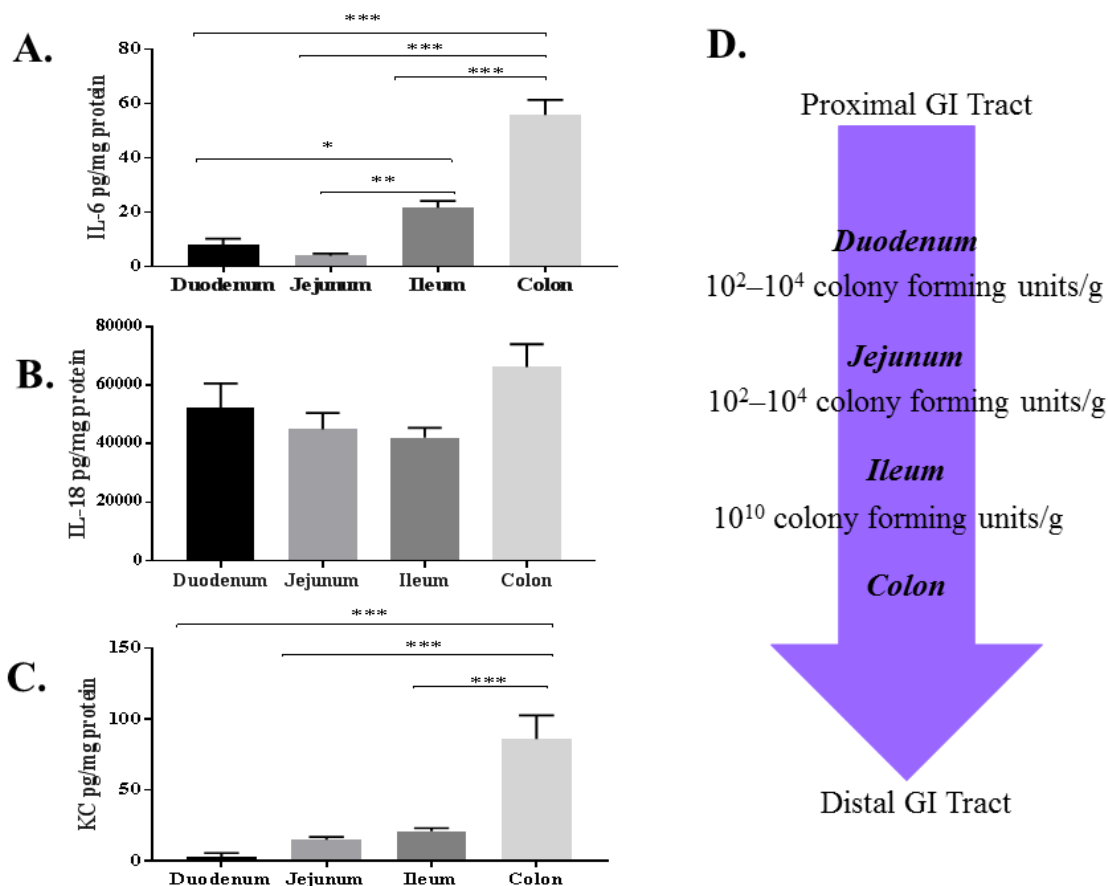 A.
***
***
***
*
**
IL-6 pg/mg protein
80
60
40
20
0
Duodenum Jejunum Ileum Colon
B.
IL-18 pg/mg protein
80000
60000
40000
20000
0
Duodenum Jejunum Ileum Colon
C.
***
***
***
KC pg/mg protein
150
100
50
0
Duodenum Jejunum Ileum Colon
D.
Proximal GI Tract
Duodenum
10²–10⁴ colony forming units/g
Jejunum
10²–10⁴ colony forming units/g
Ileum
10¹⁰ colony forming units/g
Colon
Distal GI Tract